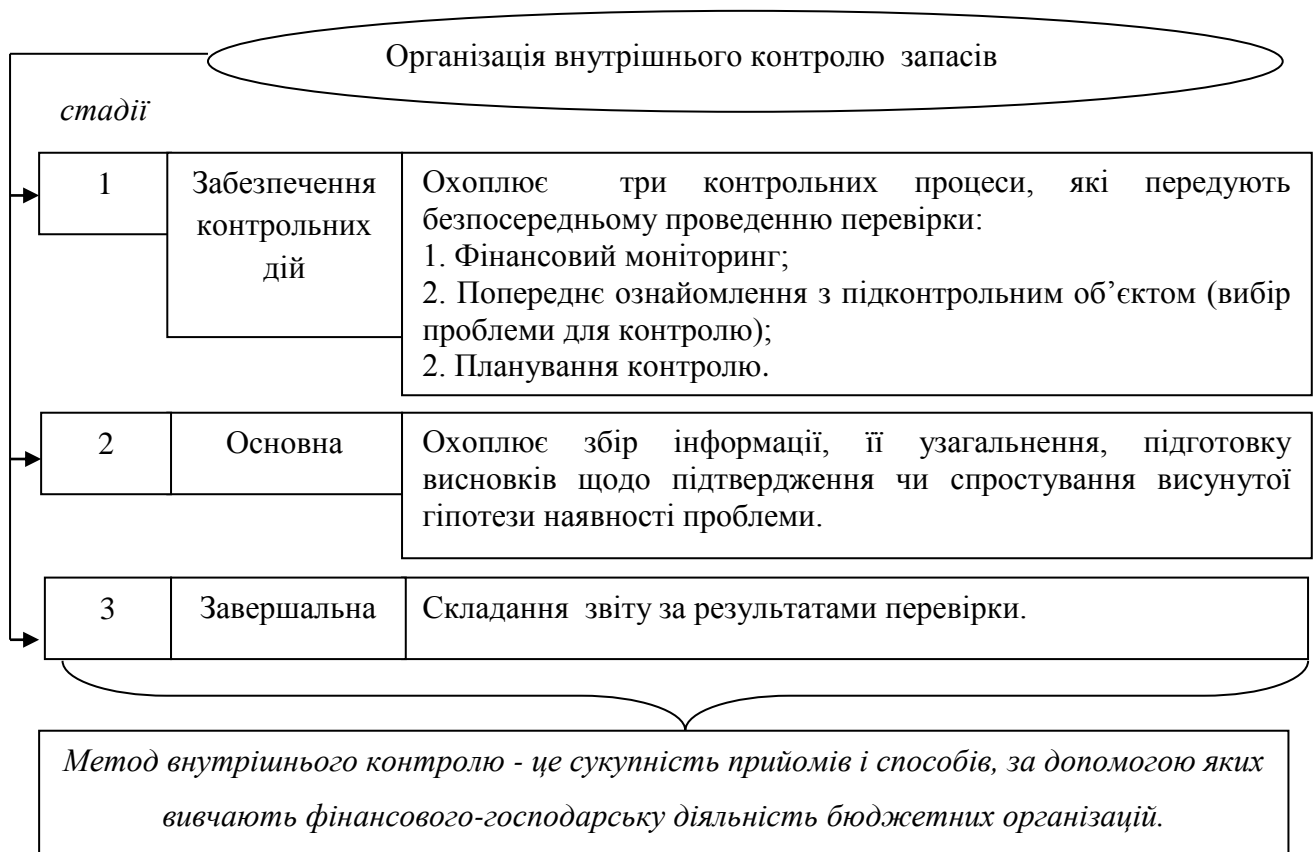 Організація внутрішнього контролю запасів
стадії
1
Забезпечення
контрольних
дій
Охоплює три контрольних процеси, які передують
безпосередньому проведенню перевірки:
1. Фінансовий моніторинг;
2. Попереднє ознайомлення з підконтрольним об’єктом (вибір
проблеми для контролю);
2. Планування контролю.
2
Основна
Охоплює збір інформації, її узагальнення, підготовку
висновків щодо підтвердження чи спростування висунутої
гіпотези наявності проблеми.
3
Завершальна
Складання звіту за результатами перевірки.
Метод внутрішнього контролю - це сукупність прийомів і способів, за допомогою яких
вивчають фінансового-господарську діяльність бюджетних організацій.